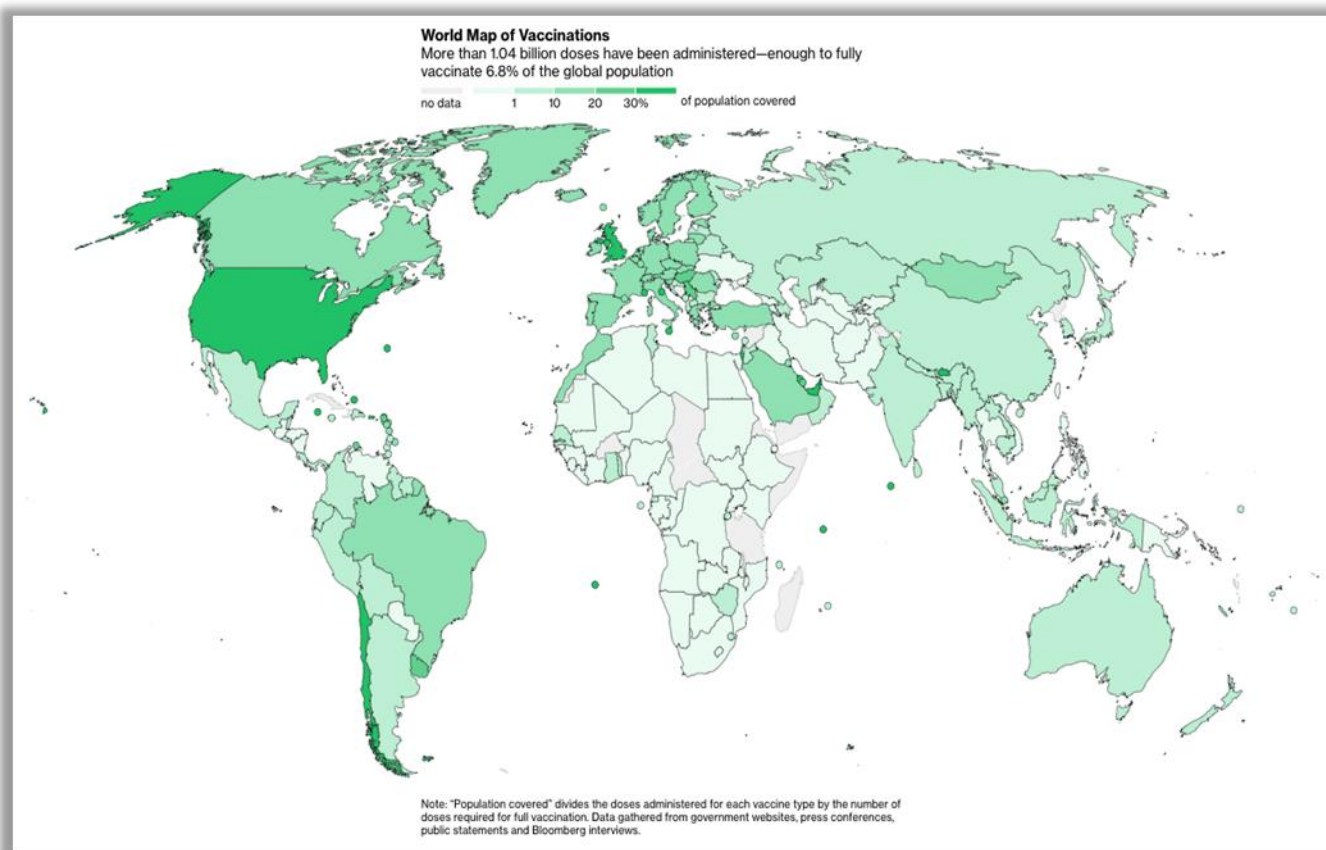 World Map of Vaccinations
More than 1.04 billion doses have been administered—enough to fully
vaccinate 6.8% of the global population
no data 1 10 20 30% of population covered
Note: “Population covered” divides the doses administered for each vaccine type by the number of
doses required for full vaccination. Data gathered from government websites, press conferences,
public statements and Bloomberg interviews.